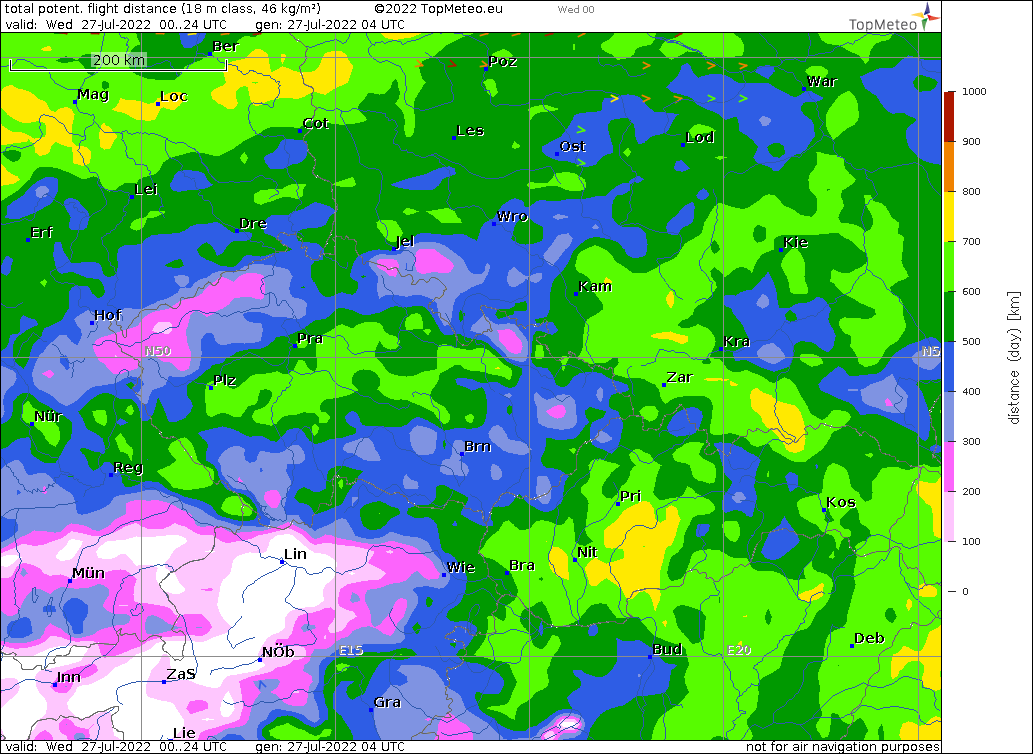 total potent. flight distance (18 m class, 46 kg/m²) ©2022 TopMeteo.eu Wed 00
valid: Wed 27-Jul-2022 00..24 UTC gen: 27-Jul-2022 04 UTC TopMeteo
Ber
200 km
Poz
War
Mag
Loc
1000
Cot
Les
Lod
Ost
900
Lei
800
Wro
Dre
Erf
Jel
Kie
700
Kam
600
Hof
Pra
Kra
500
N50
N5
Plz
Zar
400
Nür
Brn
300
Reg
Pri
200
Kos
100
Lin
Nit
Wie
Bra
Mün
0
distance (day) [km]
Deb
NÖb
E15
Bud
E20
Inn
ZaS
Gra
Lie
valid: Wed 27-Jul-2022 00..24 UTC gen: 27-Jul-2022 04 UTC not for air navigation purposes